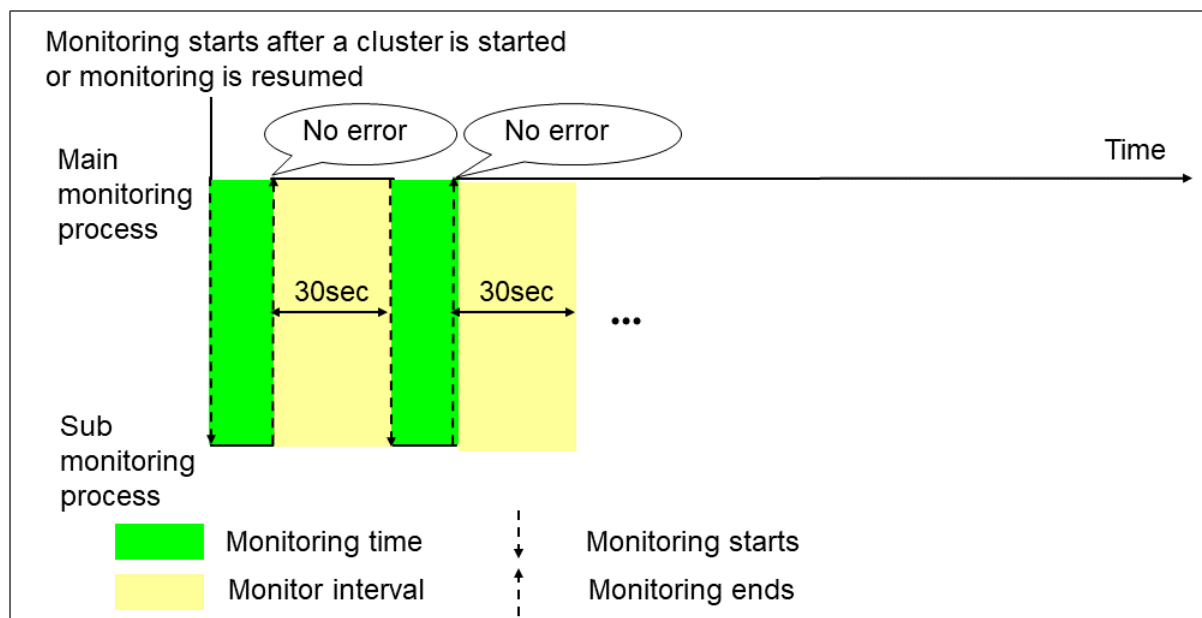 Monitoring starts after a cluster is started
or monitoring is resumed
No error
No error
Time
Main
monitoring
process
30sec
30sec
...
Sub
monitoring
process
Monitoring time
Monitoring starts
Monitor interval
Monitoring ends